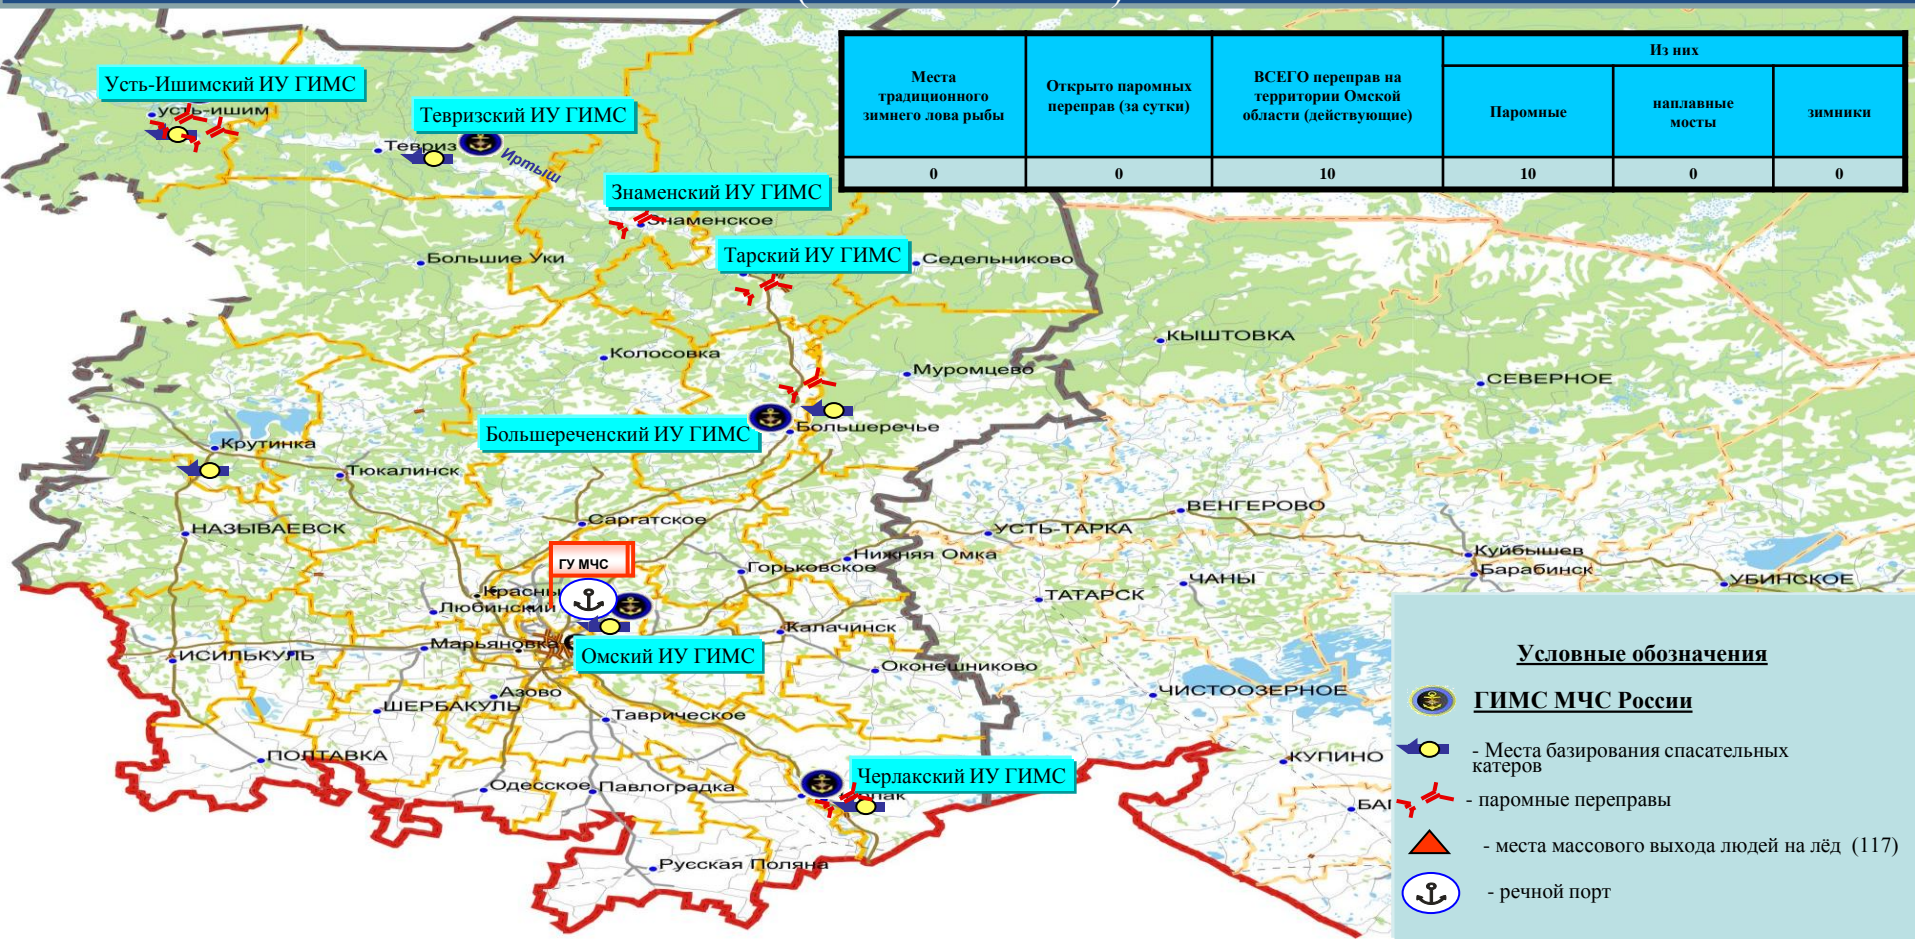 Места
традиционного
зимнего лова рыбы
Открыто паромных
переправ (за сутки)
ВСЕГО переправ на
территории Омской
области (действующие)
Из них
Паромные
наплавные
мосты
зимники
0
0
10
10
0
0
Усть-Ишимский ИУ ГИМС
усть-ишим
Тевризский ИУ ГИМС
Тевриз
Иртыш
Знаменский ИУ ГИМС
Знаменское
Тарский ИУ ГИМС
Большие Уки
Седельниково
КЫШТОВКА
Колосовка
Муромцево
СЕВЕРНОЕ
Большереченский ИУ ГИМС
Большеречье
Крутинка
Тюкалинск
НАЗЫВАЕВСК
Саргатское
УСТЬ-ТАРКА
ВЕНГЕРОВО
Нижняя Омка
Куйбышев
Барабинск
ГУ МЧС
Горьковское
ЧАНЫ
УБИНСКОЕ
Красны
Любинский
ТАТАРСК
Калачинск
Марьяновка
ИСИЛЬКУЛЬ
Омский ИУ ГИМС
Оконешниково
Азово
ЧИСТООЗЕРНОЕ
ШЕРБАКУЛЬ
Таврическое
ПОЛТАВКА
КУПИНО
Черлакский ИУ ГИМС
Одесское
Павлоградка
лак
БАГ
Русская Поляна
Условные обозначения
ГИМС МЧС России
- Места базирования спасательных
катеров
- паромные переправы
- места массового выхода людей на лёд (117)
- речной порт